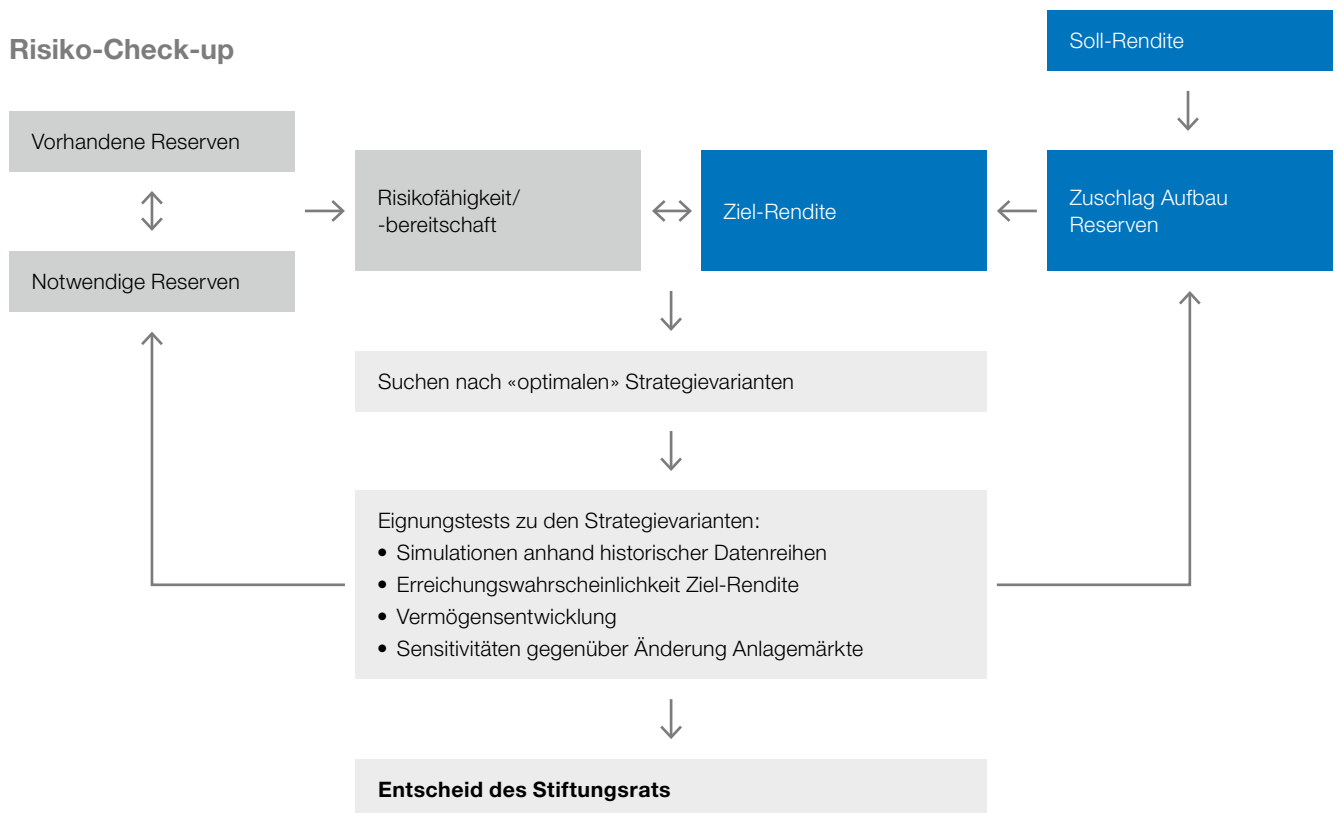 Risiko-Check-up
Soll-Rendite
Vorhandene Reserven
Risikofähigkeit/
-bereitschaft
Ziel-Rendite
Zuschlag Aufbau
Reserven
Notwendige Reserven
Suchen nach «optimalen» Strategievarianten
Eignungstests zu den Strategievarianten:
• Simulationen anhand historischer Datenreihen
• Erreichungswahrscheinlichkeit Ziel-Rendite
• Vermögensentwicklung
• Sensitivitäten gegenüber Änderung Anlagemärkte
Entscheid des Stiftungsrats